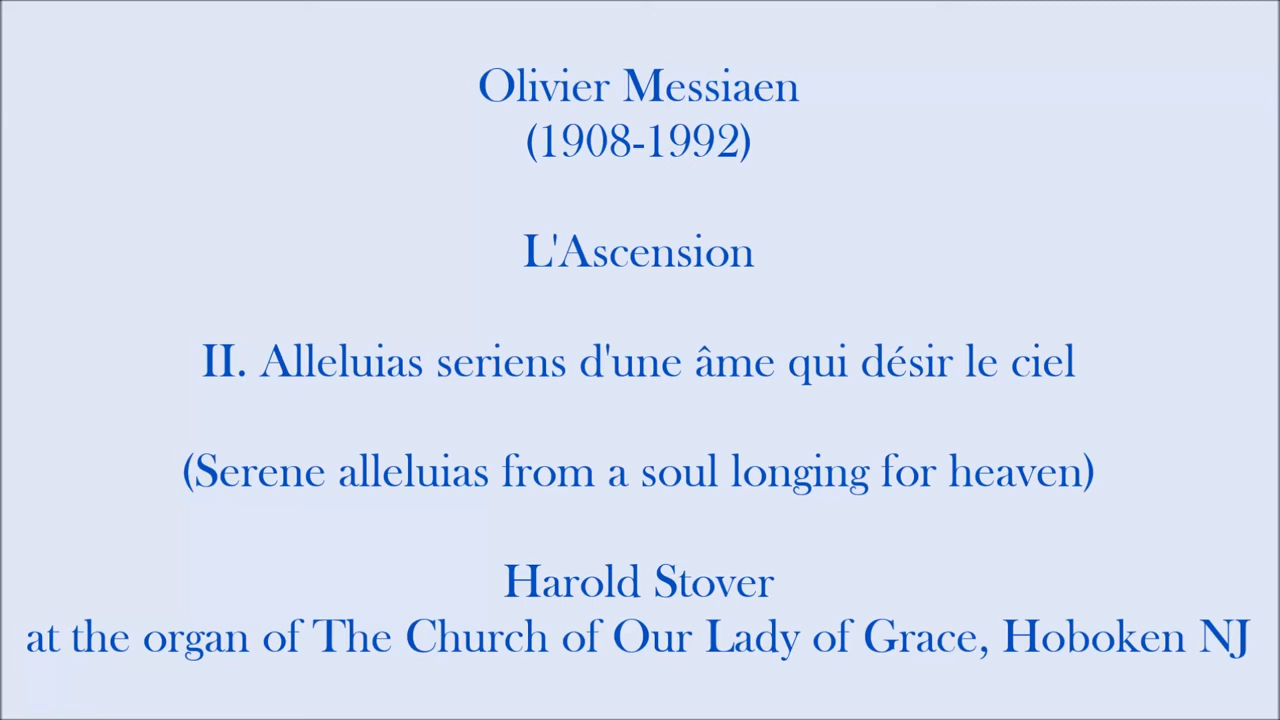 Olivier Messiaen
(1908-1992)
L'Ascension
II. Alleluias seriens d'une âme qui désir le ciel
(Serene alleluias from a soul longing for heaven)
Harold Stover
at the organ of The Church of Our Lady of Grace, Hoboken NJ